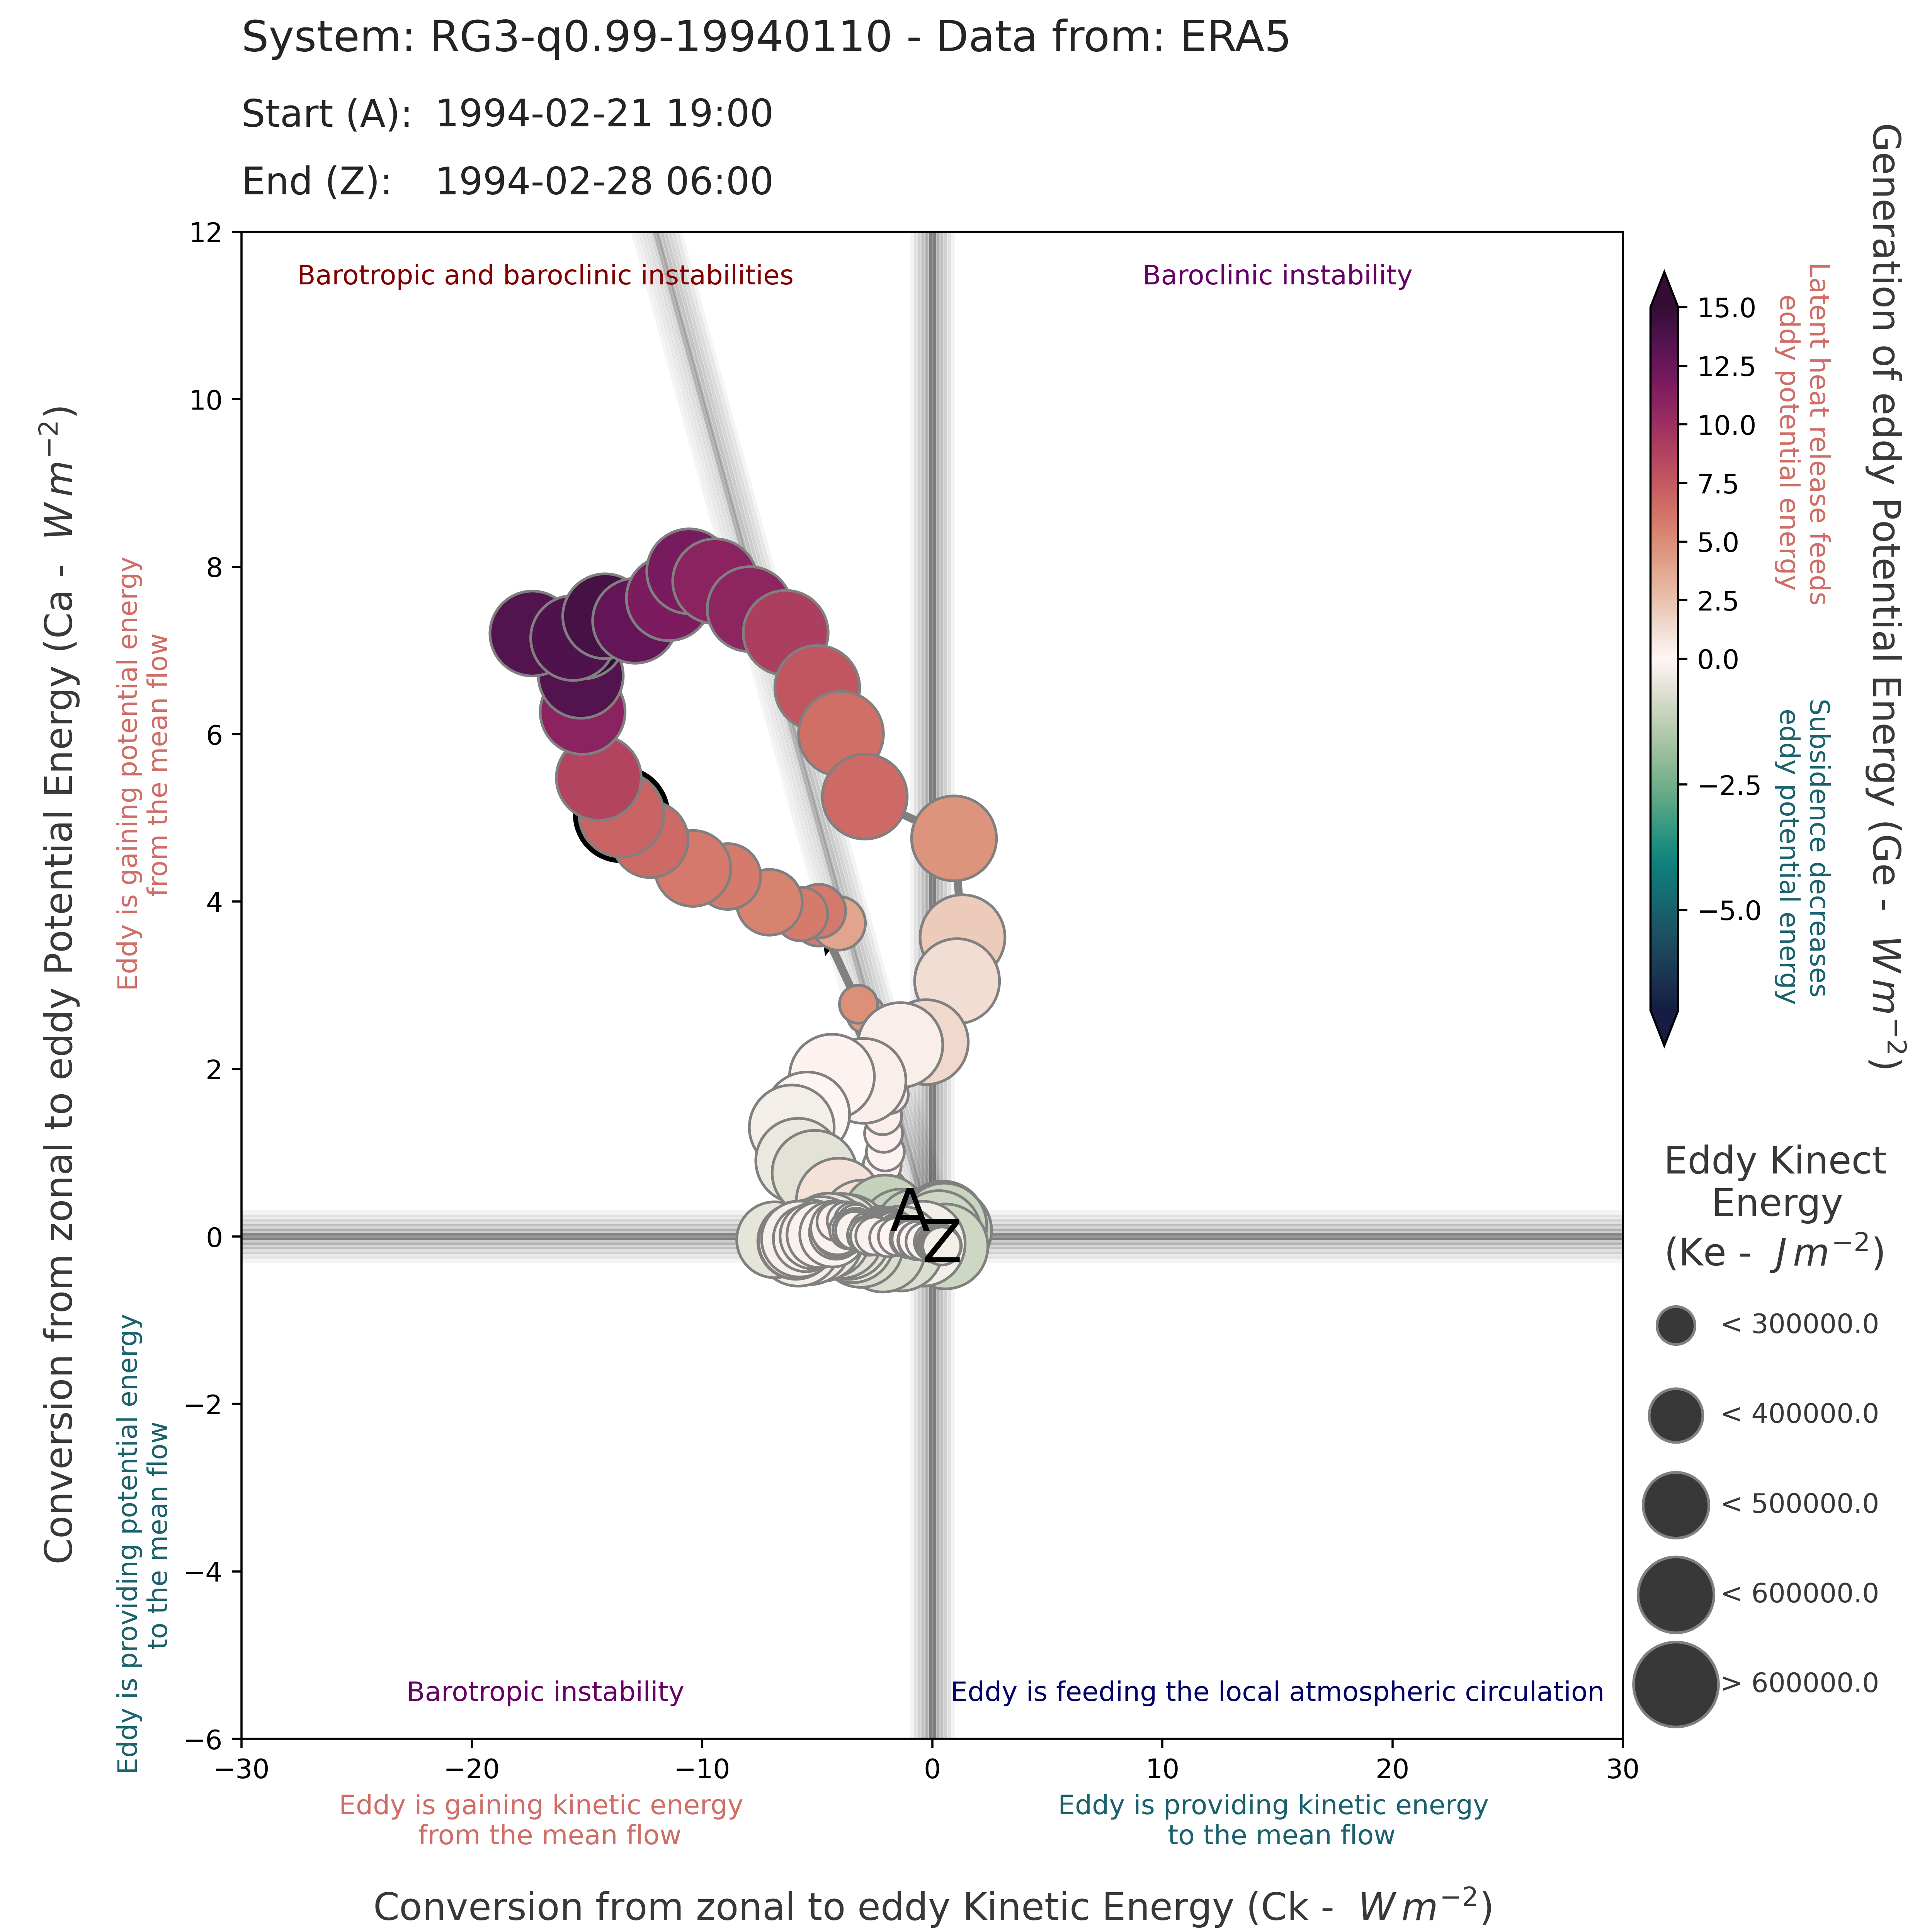 System: RG3-q0.99-19940110 - Data from: ERA5
Start (A): 1994-02-21 19:00
End (Z): 1994-02-28 06:00
Barotropic and baroclinic instabilities
Baroclinic instability
Barotropic instability
Eddy is feeding the local atmospheric circulation
A
Z
12
10
8
6
4
2
0
−2
−4
−6
−30
−20
−10
0
10
20
30
Conversion from zonal to eddy Potential Energy (Ca - W m⁻²)
Eddy is gaining potential energy
from the mean flow
Eddy is providing potential energy
to the mean flow
Eddy is gaining kinetic energy
from the mean flow
Eddy is providing kinetic energy
to the mean flow
Conversion from zonal to eddy Kinetic Energy (Ck - W m⁻²)
15.0
12.5
10.0
7.5
5.0
2.5
0.0
−2.5
−5.0
Latent heat release feeds
eddy potential energy
Subsidence decreases
eddy potential energy
Generation of eddy Potential Energy (Ge - W m⁻²)
Eddy Kinect
Energy
(Ke - J m⁻²)
< 300000.0
< 400000.0
< 500000.0
< 600000.0
> 600000.0